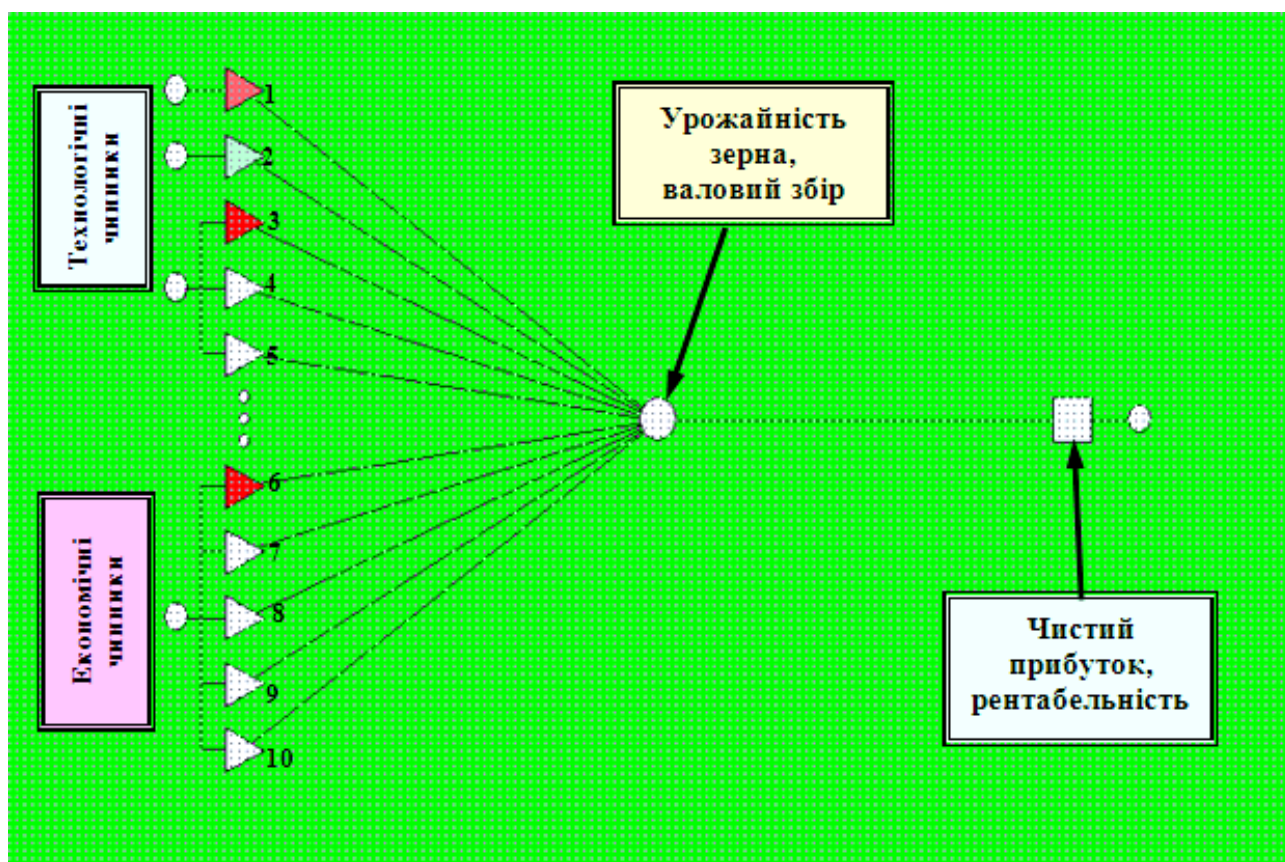 Технологічні
чинники
1
2
3
4
5
Урожайність
зерна,
валовий збір
Економічні
чинники
6
7
8
9
10
Чистий
прибуток,
рентабельність